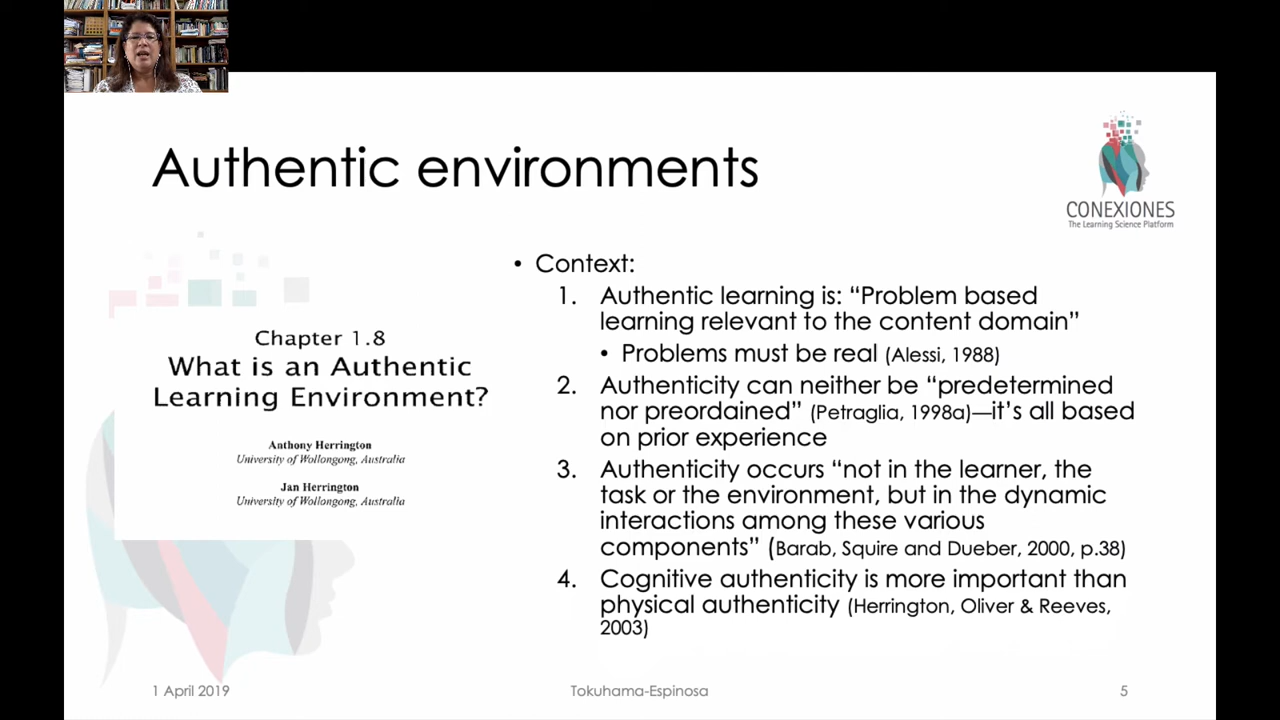 Authentic environments
CONEXIONES
The Learning Science Platform
Chapter 1.8
What is an Authentic
Learning Environment?
Anthony Herrington
University of Wollongong, Australia
Jan Herrington
University of Wollongong, Australia
• Context:
1. Authentic learning is: “Problem based
learning relevant to the content domain”
• Problems must be real (Alessi, 1988)
2. Authenticity can neither be “predetermined
nor preordained” (Petraglia, 1998a)—it’s all based
on prior experience
3. Authenticity occurs “not in the learner, the
task or the environment, but in the dynamic
interactions among these various
components” (Barab, Squire and Dueber, 2000, p.38)
4. Cognitive authenticity is more important than
physical authenticity (Herrington, Oliver & Reeves,
2003)
1 April 2019
Tokuhama-Espinosa
5